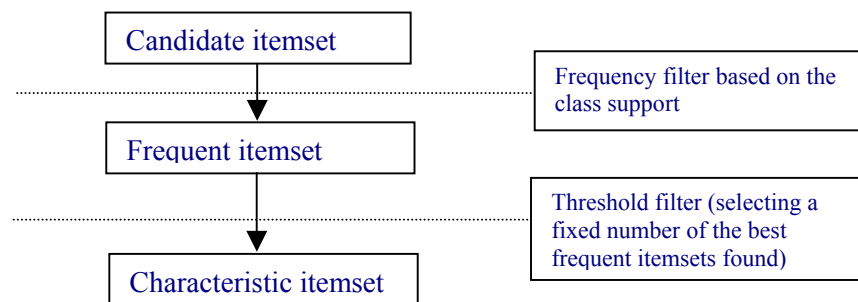 Candidate itemset
Frequency filter based on the
class support
Frequent itemset
Threshold filter (selecting a
fixed number of the best
frequent itemsets found)
Characteristic itemset